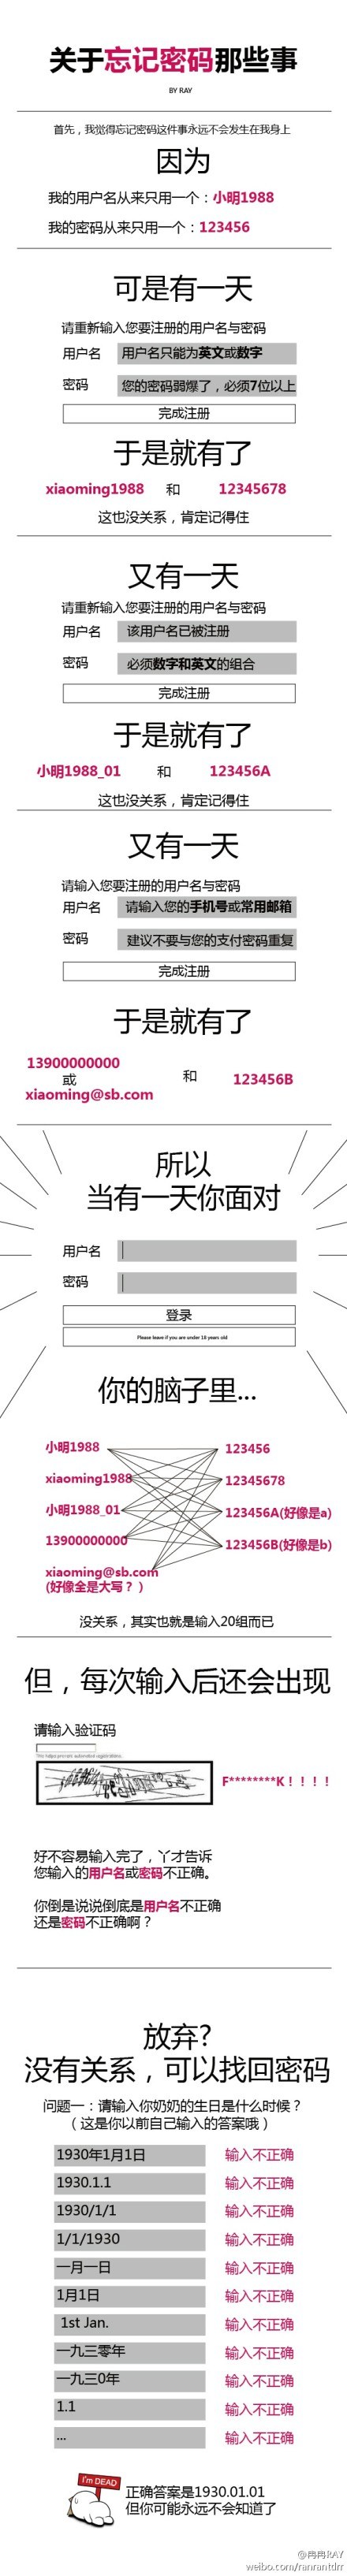 关于忘记密码那些事
BY RAY
首先，我觉得忘记密码这件事永远不会发生在我身上
因为
我的用户名从来只用一个：小明1988
我的密码从来只用一个：123456
可是有一天
请重新输入您要注册的用户名与密码
用户名 用户名只能为英文或数字
密码 您的密码弱爆了，必须7位以上
完成注册
于是就有了
xiaoming1988 和 12345678
这也没关系，肯定记得住
又有一天
请重新输入您要注册的用户名与密码
用户名 该用户名已被注册
密码 必须数字和英文的组合
完成注册
于是就有了
小明1988_01 和 123456A
这也没关系，肯定记得住
又有一天
请输入您要注册的用户名与密码
用户名 请输入您的手机号或常用邮箱
密码 建议不要与您的支付密码重复
完成注册
于是就有了
13900000000
或
xiaoming@sb.com
和 123456B
所以
当有一天你面对
用户名
密码
登录
Please leave if you are under 18 years old
你的脑子里...
小明1988 123456
xiaoming1988 12345678
小明1988_01 123456A(好像是a)
13900000000 123456B(好像是b)
xiaoming@sb.com
(好像全是大写？)
没关系，其实也就是输入20组而已
但，每次输入后还会出现
请输入验证码
This helps prevent automated registrations.
F********K！！！！
好不容易输入完了，丫才告诉
您输入的用户名或密码不正确。
你倒是说说倒底是用户名不正确
还是密码不正确啊？
放弃?
没有关系，可以找回密码
问题一：请输入你奶奶的生日是什么时候？
（这是你以前自己输入的答案哦）
1930年1月1日 输入不正确
1930.1.1 输入不正确
1930/1/1 输入不正确
1/1/1930 输入不正确
一月一日 输入不正确
1月1日 输入不正确
1st Jan. 输入不正确
一九三零年 输入不正确
一九三0年 输入不正确
1.1 输入不正确
... 输入不正确
I'm DEAD
正确答案是1930.01.01
但你可能永远不会知道了
@冉冉RAY
weibo.com/ranrantdrr